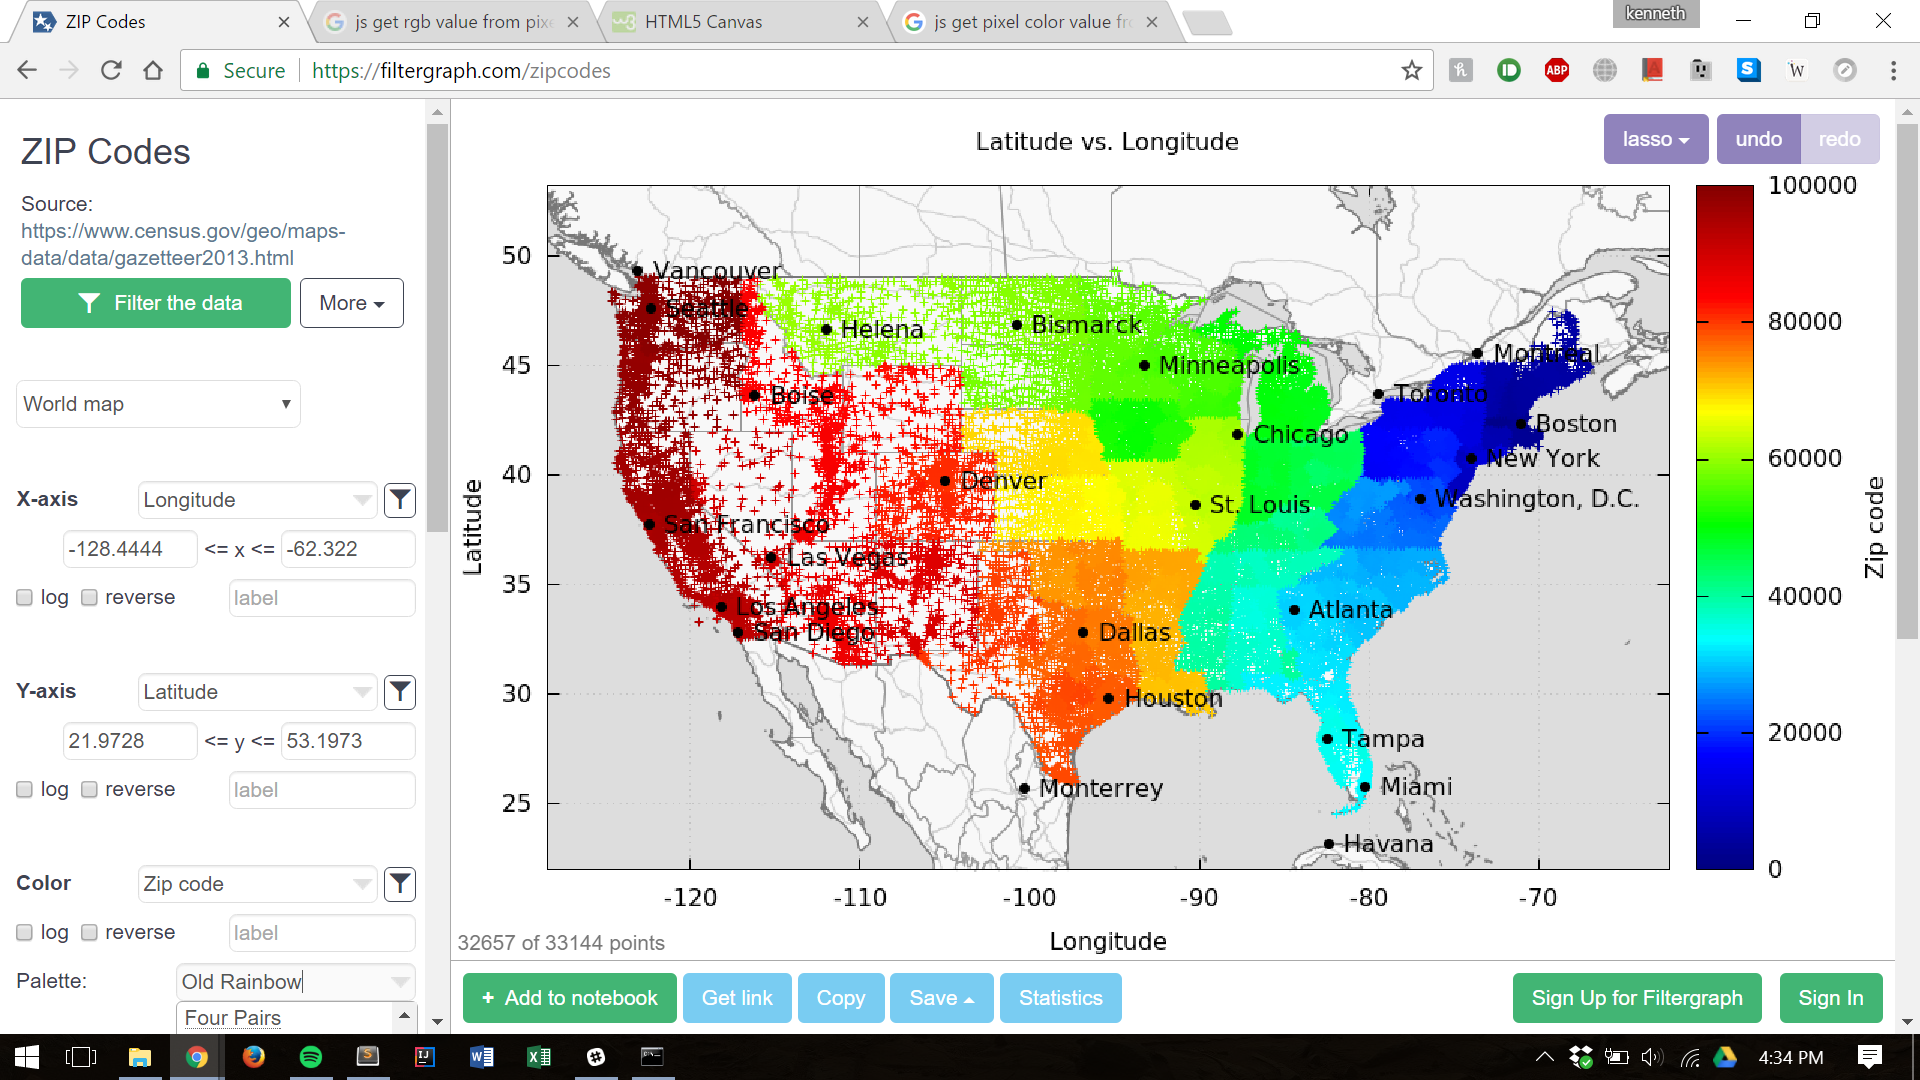 ZIP Codes
js get rgb value from pixe
HTML5 Canvas
js get pixel color value fr
kenneth
Secure
https://filtergraph.com/zipcodes
ABP
S
W
ZIP Codes
Source:
https://www.census.gov/geo/maps-
data/data/gazetteer2013.html
Filter the data
More
World map
X-axis
Longitude
-128.4444
<= x <=
-62.322
log
reverse
label
Y-axis
Latitude
21.9728
<= y <=
53.1973
log
reverse
label
Color
Zip code
log
reverse
label
Palette:
Old Rainbow
Four Pairs
Latitude vs. Longitude
lasso
undo
redo
Latitude
50
45
40
35
30
25
Vancouver
Seattle
Helena
Bismarck
Minneapolis
Montreal
Boise
Toronto
Boston
Chicago
New York
Denver
Washington, D.C.
St. Louis
San Francisco
Las Vegas
Los Angeles
Atlanta
San Diego
Dallas
Houston
Tampa
Monterrey
Miami
Havana
-120
-110
-100
-90
-80
-70
Longitude
100000
80000
60000
40000
20000
0
Zip code
32657 of 33144 points
+ Add to notebook
Get link
Copy
Save
Statistics
Sign Up for Filtergraph
Sign In
4:34 PM